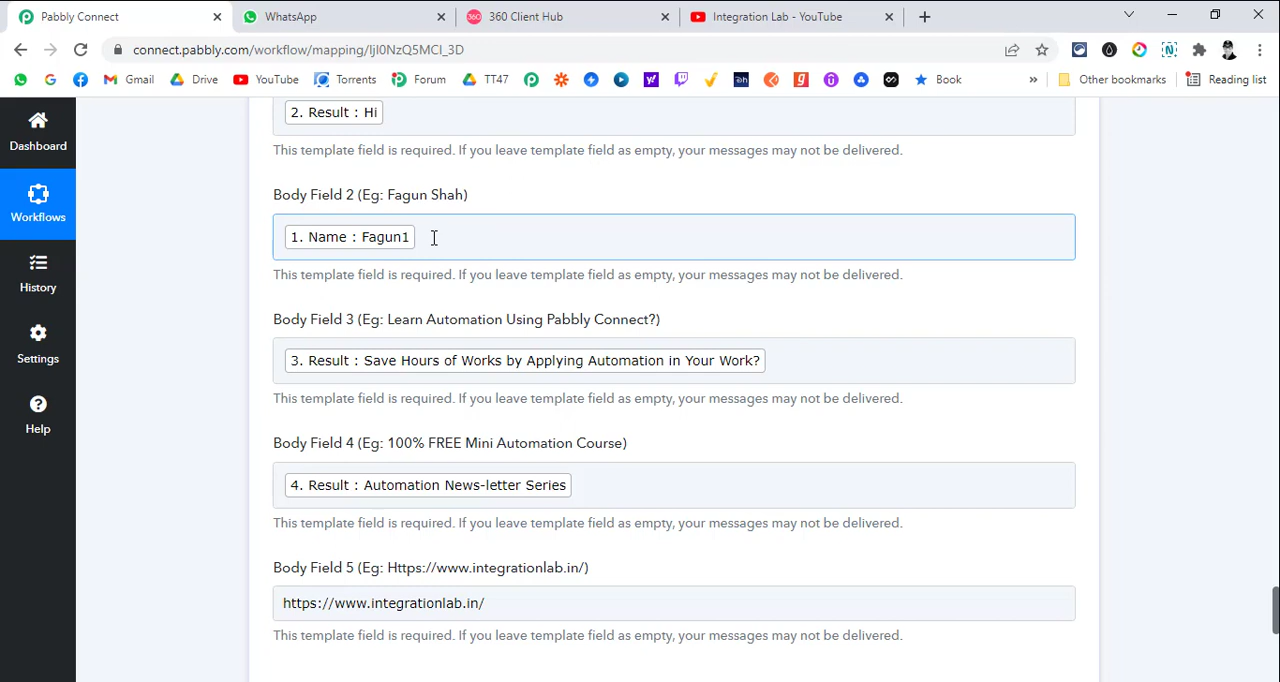 Pabbly Connect
WhatsApp
360 Client Hub
Integration Lab - YouTube
connect.pabbly.com/workflow/mapping/IjI0NzQ5MCI_3D
Gmail
Drive
YouTube
Torrents
Forum
TT47
Book
Other bookmarks
Reading list
Dashboard
Workflows
History
Settings
Help
2. Result : Hi
This template field is required. If you leave template field as empty, your messages may not be delivered.
Body Field 2 (Eg: Fagun Shah)
1. Name : Fagun1
This template field is required. If you leave template field as empty, your messages may not be delivered.
Body Field 3 (Eg: Learn Automation Using Pabbly Connect?)
3. Result : Save Hours of Works by Applying Automation in Your Work?
This template field is required. If you leave template field as empty, your messages may not be delivered.
Body Field 4 (Eg: 100% FREE Mini Automation Course)
4. Result : Automation News-letter Series
This template field is required. If you leave template field as empty, your messages may not be delivered.
Body Field 5 (Eg: Https://www.integrationlab.in/)
https://www.integrationlab.in/
This template field is required. If you leave template field as empty, your messages may not be delivered.